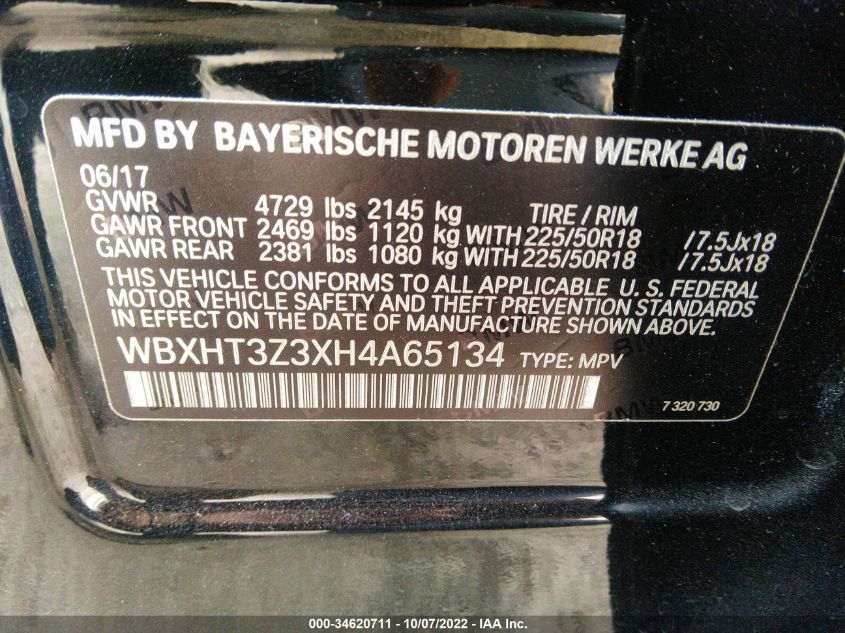 MFD BY BAYERISCHE MOTOREN WERKE AG
06/17
GVWR 4729 lbs 2145 kg TIRE / RIM
GAWR FRONT 2469 lbs 1120 kg WITH 225/50R18 /7.5Jx18
GAWR REAR 2381 lbs 1080 kg WITH 225/50R18 /7.5Jx18
THIS VEHICLE CONFORMS TO ALL APPLICABLE U. S. FEDERAL
MOTOR VEHICLE SAFETY AND THEFT PREVENTION STANDARDS
IN EFFECT ON THE DATE OF MANUFACTURE SHOWN ABOVE.
WBXHT3Z3XH4A65134 TYPE: MPV
7 320 730
000-34620711 - 10/07/2022 - IAA Inc.